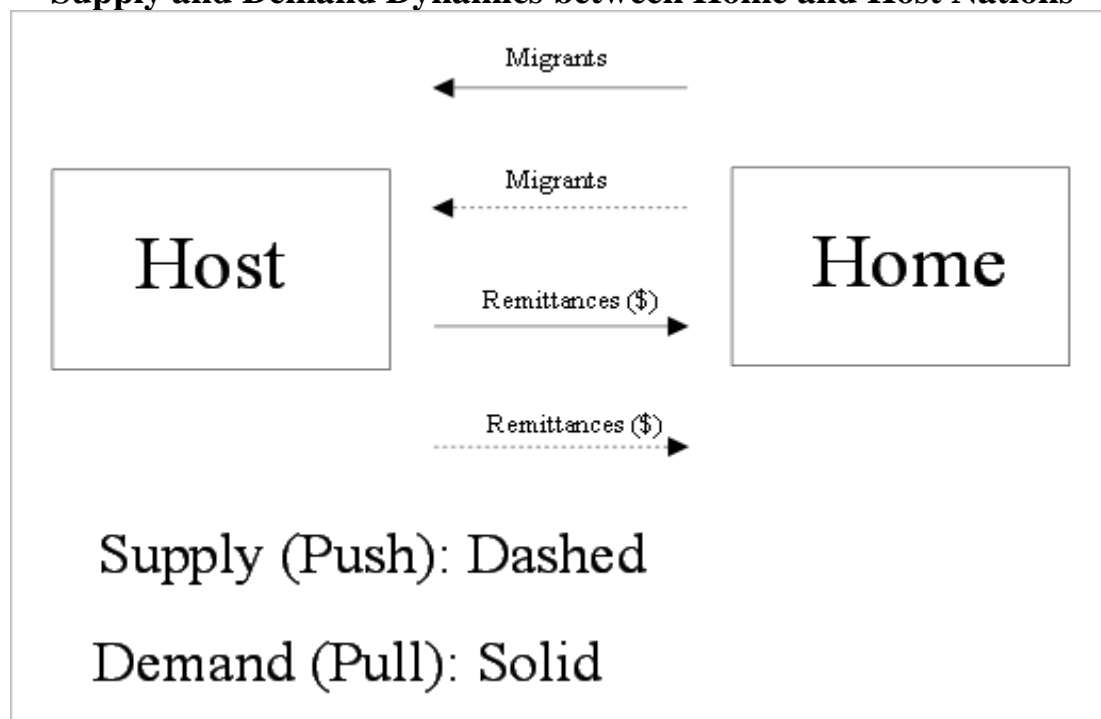 Supply and Demand Dynamics between Home and Host Nations
Migrants
Migrants
Host
Home
Remittances ($)
Remittances ($)
Supply (Push): Dashed
Demand (Pull): Solid